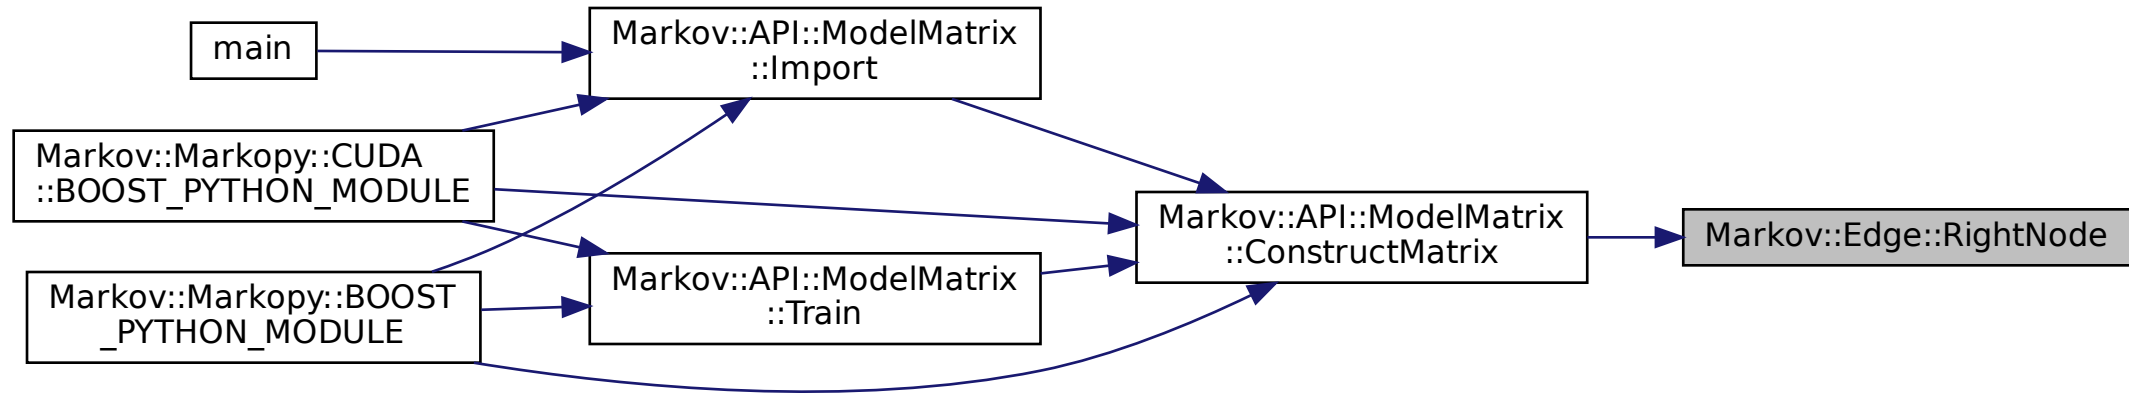 main
Markov::API::ModelMatrix
::Import
Markov::Markopy::CUDA
::BOOST_PYTHON_MODULE
Markov::API::ModelMatrix
::ConstructMatrix
Markov::Edge::RightNode
Markov::Markopy::BOOST
_PYTHON_MODULE
Markov::API::ModelMatrix
::Train